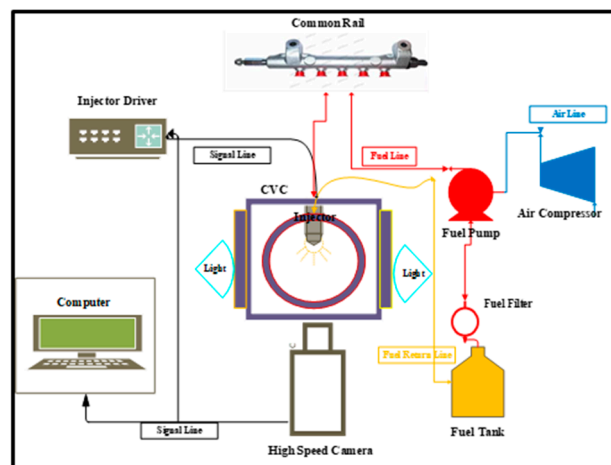 Common Rail
Injector Driver
Air Line
Signal Line
Fuel Line
CVC
Injector
Fuel Pump
Air Compressor
Light
Light
Computer
Fuel Filter
Fuel Return Line
Signal Line
Fuel Tank
High Speed Camera